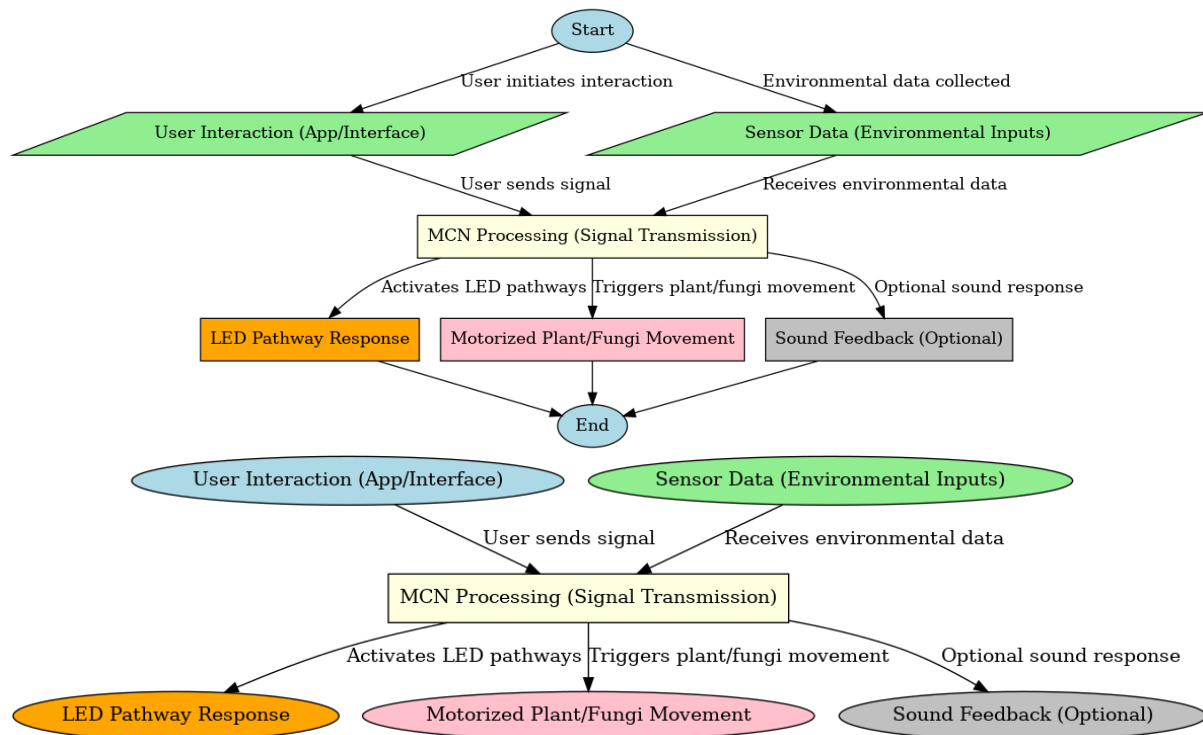 Start
User initiates interaction
Environmental data collected
User Interaction (App/Interface)
Sensor Data (Environmental Inputs)
User sends signal
Receives environmental data
MCN Processing (Signal Transmission)
Activates LED pathways
Triggers plant/fungi movement
Optional sound response
LED Pathway Response
Motorized Plant/Fungi Movement
Sound Feedback (Optional)
End
User Interaction (App/Interface)
Sensor Data (Environmental Inputs)
User sends signal
Receives environmental data
MCN Processing (Signal Transmission)
Activates LED pathways
Triggers plant/fungi movement
Optional sound response
LED Pathway Response
Motorized Plant/Fungi Movement
Sound Feedback (Optional)